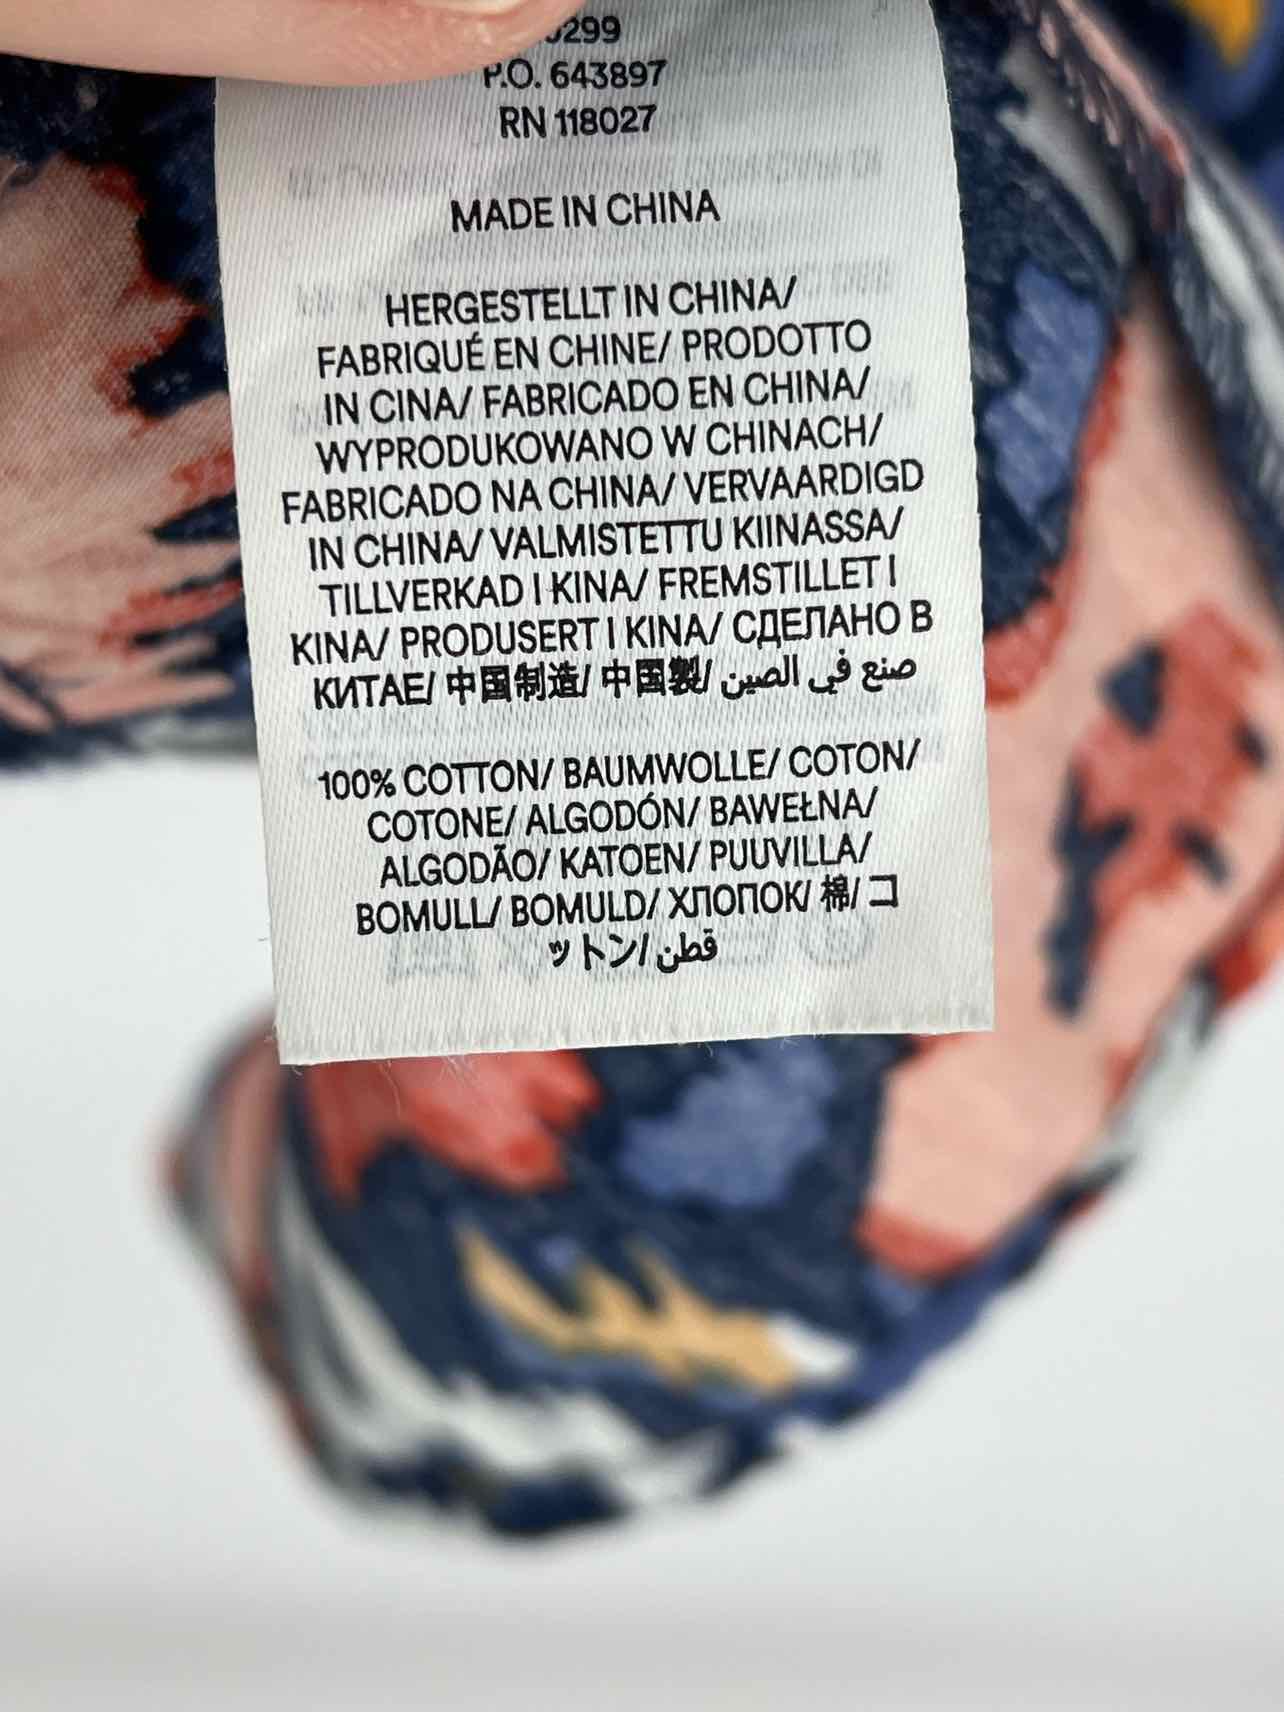 P.O. 643897
RN 118027
MADE IN CHINA
HERGESTELLT IN CHINA/
FABRIQUÉ EN CHINE/ PRODOTTO
IN CINA/ FABRICADO EN CHINA/
WYPRODUKOWANO W CHINACH/
FABRICADO NA CHINA/ VERVAARDIGD
IN CHINA/ VALMISTETTU KIINASSA/
TILLVERKAD I KINA/ FREMSTILLET I
KINA/ PRODUSERT I KINA/ СДЕЛАНО В
КИТАЕ/ 中国制造/ 中国製/ صنع في الصين
100% COTTON/ BAUMWOLLE/ COTON/
COTONE/ ALGODÓN/ BAWEŁNA/
ALGODÃO/ KATOEN/ PUUVILLA/
BOMULL/ BOMULD/ ХЛОПОК/ 棉/ コ
ットン/ قطن